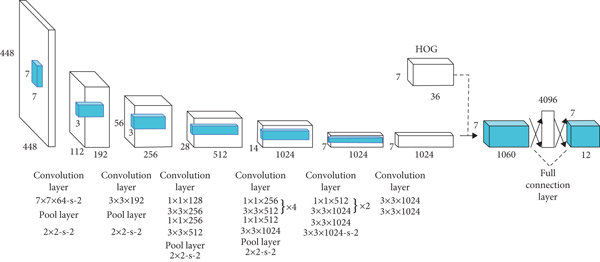 448
448
7
7
112
3
192
56
3
256
28
512
14
1024
7
1024
7
1024
HOG
7
36
7
1060
4096
7
12
Full
connection
layer
Convolution
layer
7×7×64-s-2
Pool layer
2×2-s-2
Convolution
layer
3×3×192
Pool layer
2×2-s-2
Convolution
layer
1×1×128
3×3×256
1×1×256
3×3×512
Pool layer
2×2-s-2
Convolution
layer
1×1×256
3×3×512
}×4
1×1×512
3×3×1024
Pool layer
2×2-s-2
Convolution
layer
1×1×512
3×3×1024
}×2
3×3×1024
3×3×1024-s-2
Convolution
layer
3×3×1024
3×3×1024